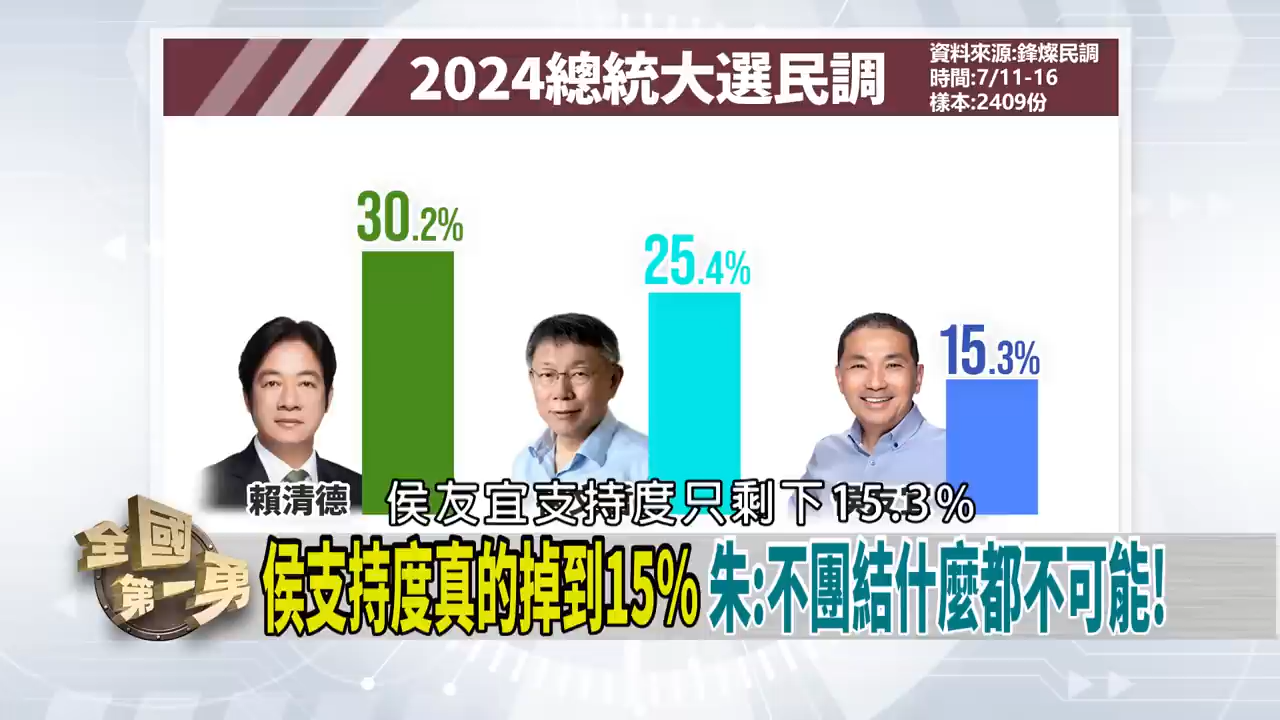 2024總統大選民調
資料來源:鋒燦民調
時間:7/11-16
樣本:2409份
30.2%
25.4%
15.3%
賴清德
侯友宜支持度只剩下15.3%
全國第一勇
侯支持度真的掉到15% 朱:不團結什麼都不可能!